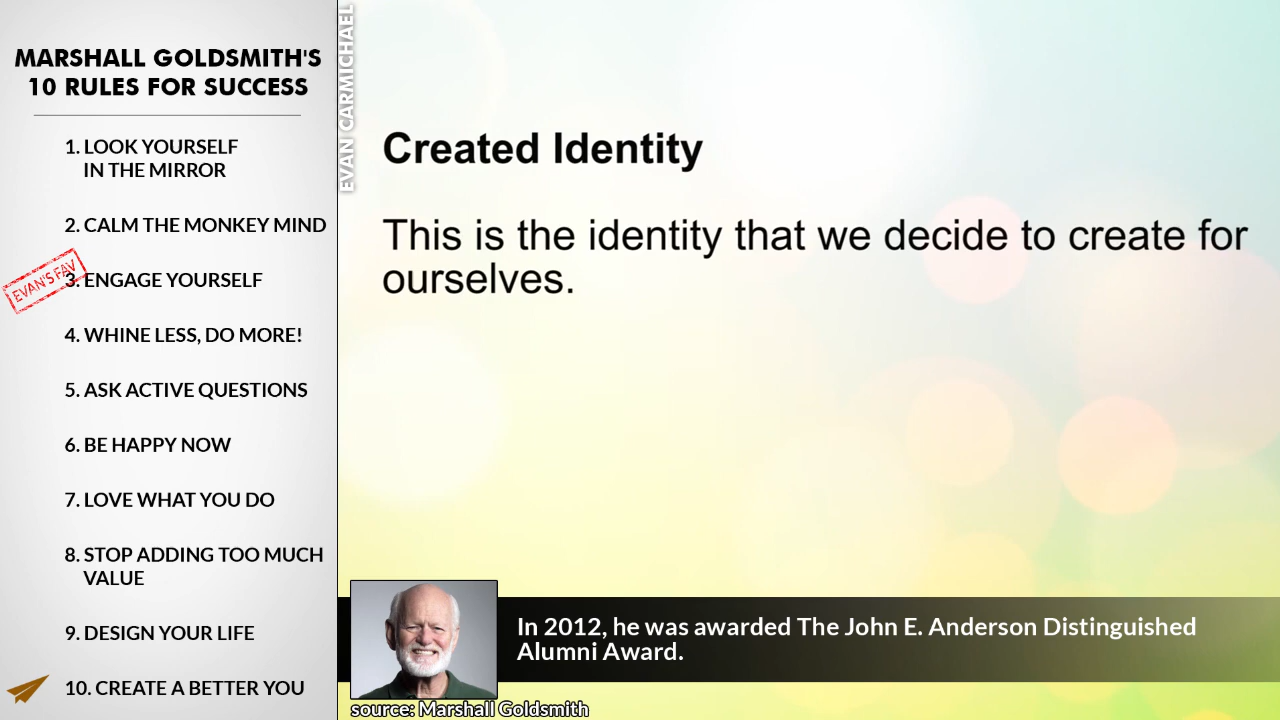 MARSHALL GOLDSMITH'S
10 RULES FOR SUCCESS
1. LOOK YOURSELF
IN THE MIRROR
2. CALM THE MONKEY MIND
EVAN'S FAV
3. ENGAGE YOURSELF
4. WHINE LESS, DO MORE!
5. ASK ACTIVE QUESTIONS
6. BE HAPPY NOW
7. LOVE WHAT YOU DO
8. STOP ADDING TOO MUCH
VALUE
9. DESIGN YOUR LIFE
10. CREATE A BETTER YOU
EVAN CARMICHAEL
Created Identity
This is the identity that we decide to create for
ourselves.
In 2012, he was awarded The John E. Anderson Distinguished
Alumni Award.
source: Marshall Goldsmith